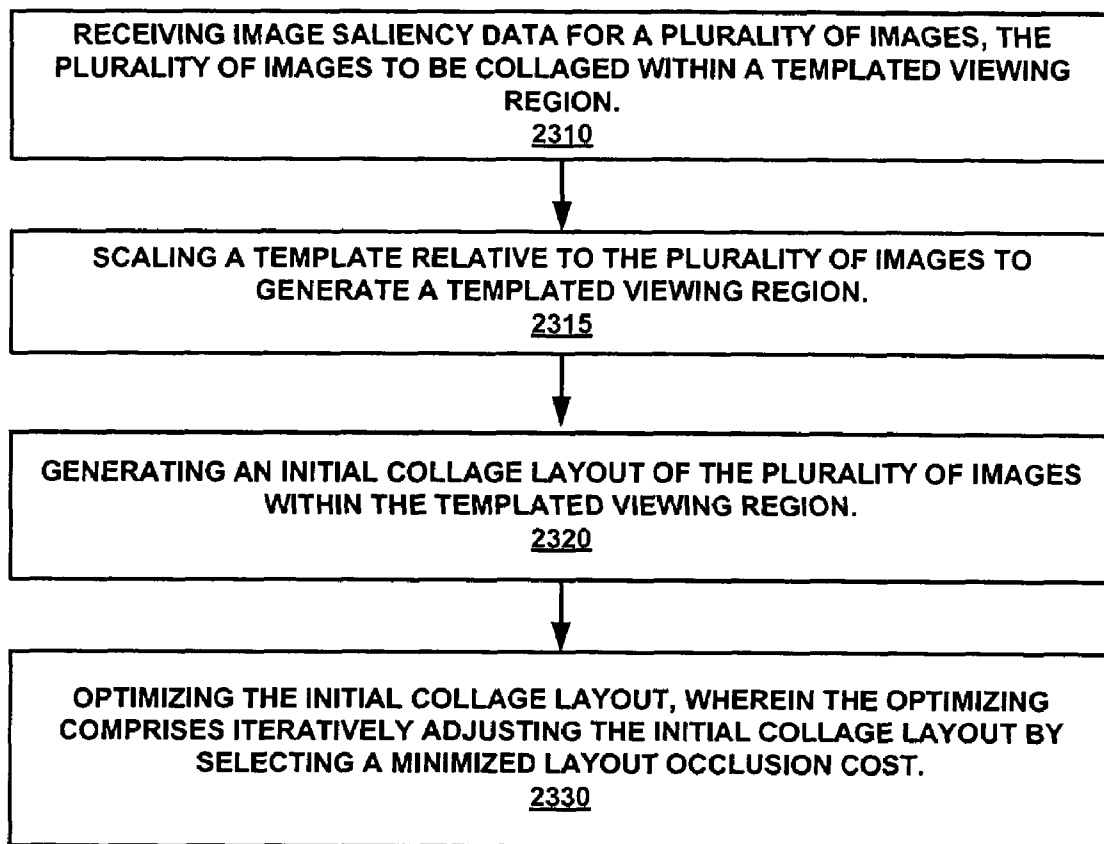 RECEIVING IMAGE SALIENCY DATA FOR A PLURALITY OF IMAGES, THE
PLURALITY OF IMAGES TO BE COLLAGED WITHIN A TEMPLATED VIEWING
REGION.
2310
SCALING A TEMPLATE RELATIVE TO THE PLURALITY OF IMAGES TO
GENERATE A TEMPLATED VIEWING REGION.
2315
GENERATING AN INITIAL COLLAGE LAYOUT OF THE PLURALITY OF IMAGES
WITHIN THE TEMPLATED VIEWING REGION.
2320
OPTIMIZING THE INITIAL COLLAGE LAYOUT, WHEREIN THE OPTIMIZING
COMPRISES ITERATIVELY ADJUSTING THE INITIAL COLLAGE LAYOUT BY
SELECTING A MINIMIZED LAYOUT OCCLUSION COST.
2330